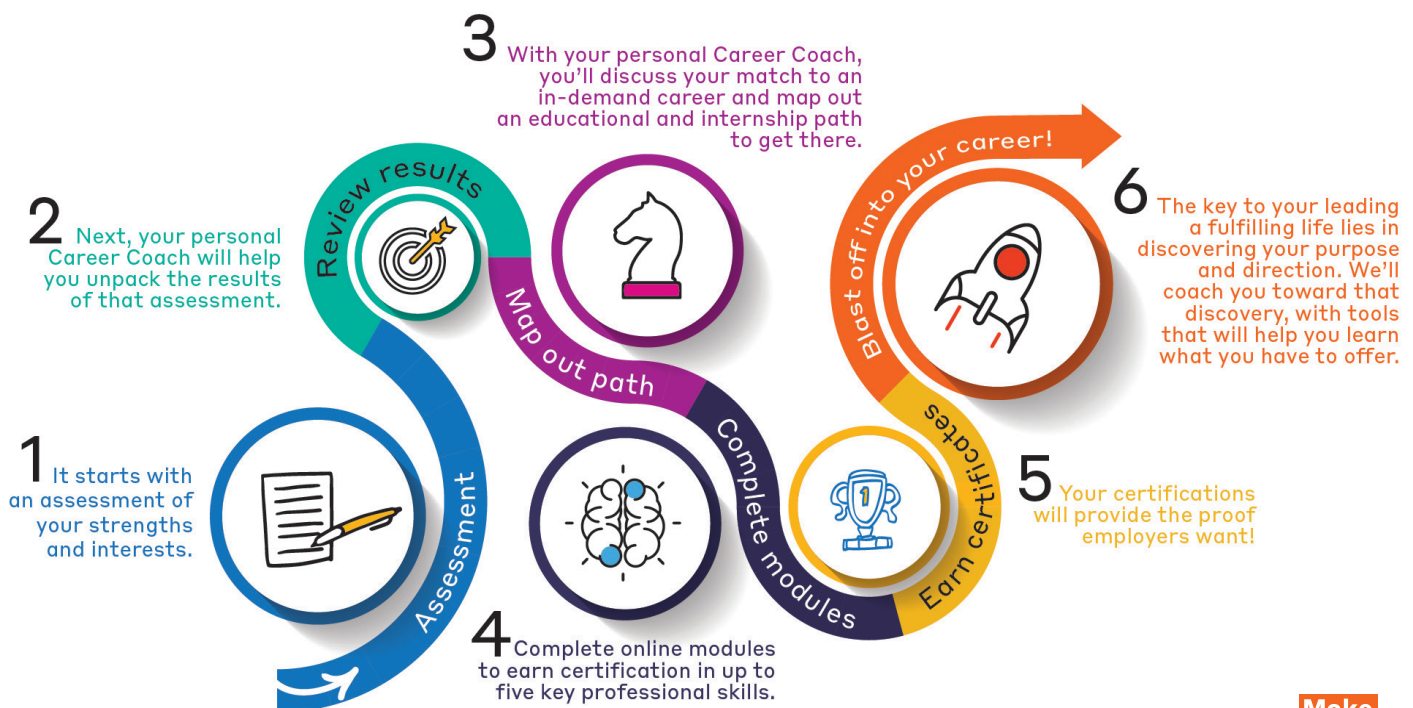 1 It starts with
an assessment of
your strengths
and interests.
Assessment
2 Next, your personal
Career Coach will help
you unpack the results
of that assessment.
Review results
3 With your personal Career Coach,
you'll discuss your match to an
in-demand career and map out
an educational and internship path
to get there.
Map out path
4 Complete online modules
to earn certification in up to
five key professional skills.
Complete modules
5 Your certifications
will provide the proof
employers want!
Earn certificates
1
6 The key to your leading
a fulfilling life lies in
discovering your purpose
and direction. We'll
coach you toward that
discovery, with tools
that will help you learn
what you have to offer.
Blast off into your career!
Make